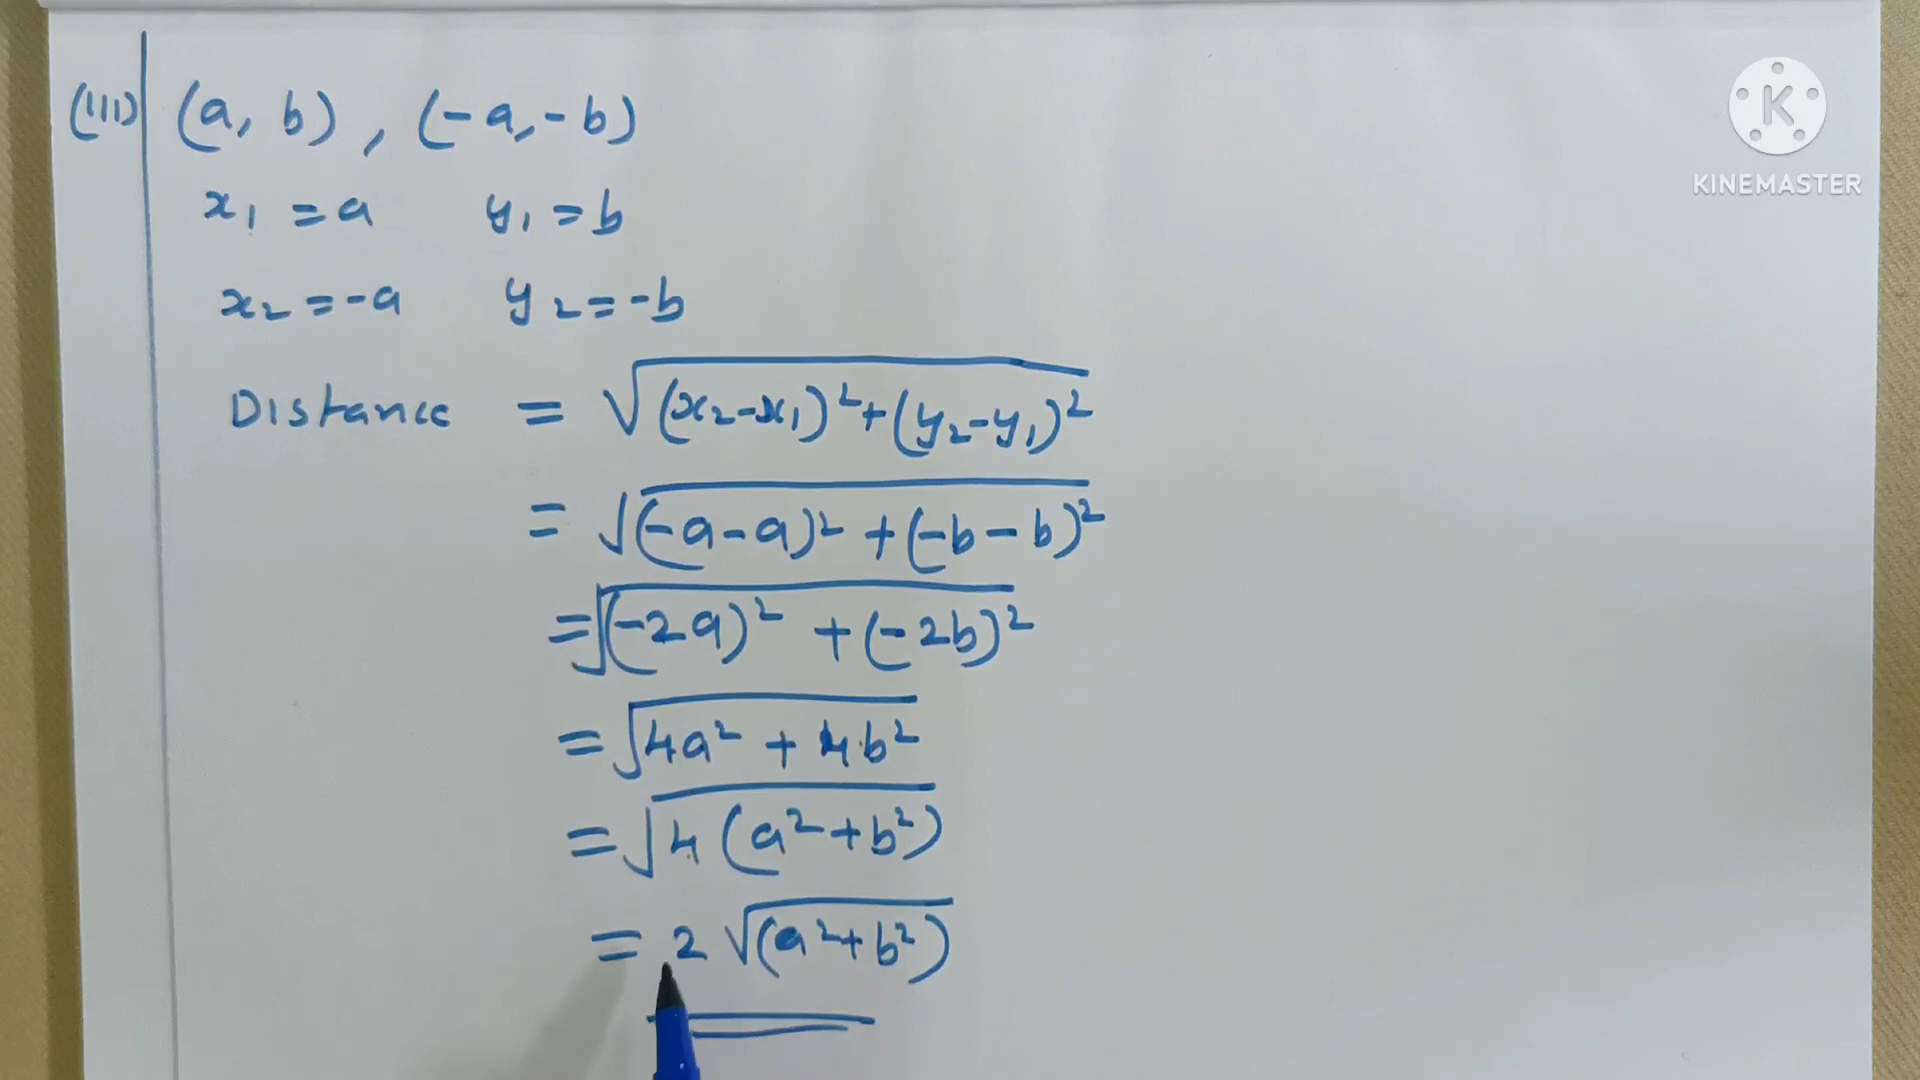 (iii) (a, b), (-a, -b)
x₁ = a y₁ = b
x₂ = -a y₂ = -b
Distance = √(x₂-x₁)²+(y₂-y₁)²
= √(-a-a)² + (-b-b)²
= √(-2a)² + (-2b)²
= √4a² + 4b²
= √4 (a²+b²)
= 2 √(a²+b²)
K
KINEMASTER